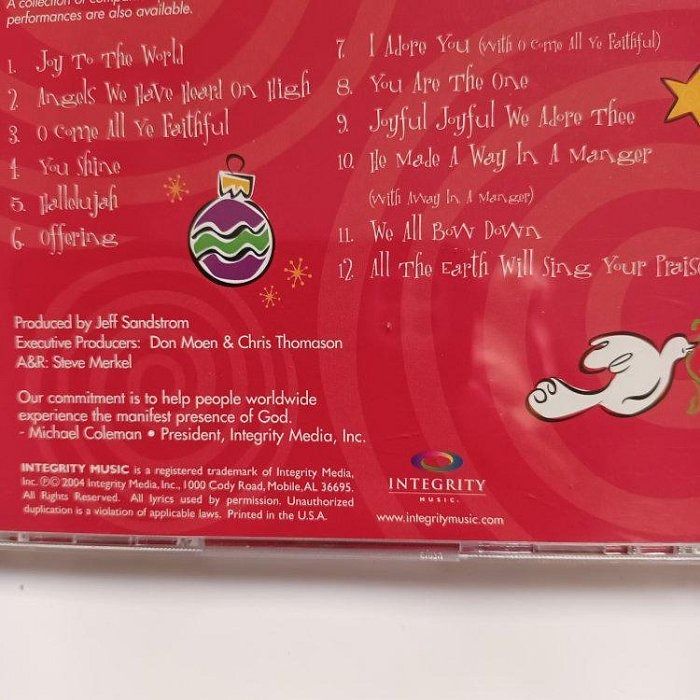 A collection of
performances are also available.
1. Joy To The World
2. Angels We Have Heard On High
3. O Come All Ye Faithful
4. You Shine
5. Hallelujah
6. Offering
7. I Adore You (with O Come All Ye Faithful)
8. You Are The One
9. Joyful Joyful We Adore Thee
10. He Made A Way In A Manger
(with Away In A Manger)
11. We All Bow Down
12. All The Earth Will Sing Your Praise
Produced by Jeff Sandstrom
Executive Producers: Don Moen & Chris Thomason
A&R: Steve Merkel
Our commitment is to help people worldwide
experience the manifest presence of God.
- Michael Coleman • President, Integrity Media, Inc.
INTEGRITY MUSIC is a registered trademark of Integrity Media,
Inc. ℗© 2004 Integrity Media, Inc., 1000 Cody Road, Mobile, AL 36695.
All Rights Reserved. All lyrics used by permission. Unauthorized
duplication is a violation of applicable laws. Printed in the U.S.A.
INTEGRITY
MUSIC.
www.integritymusic.com